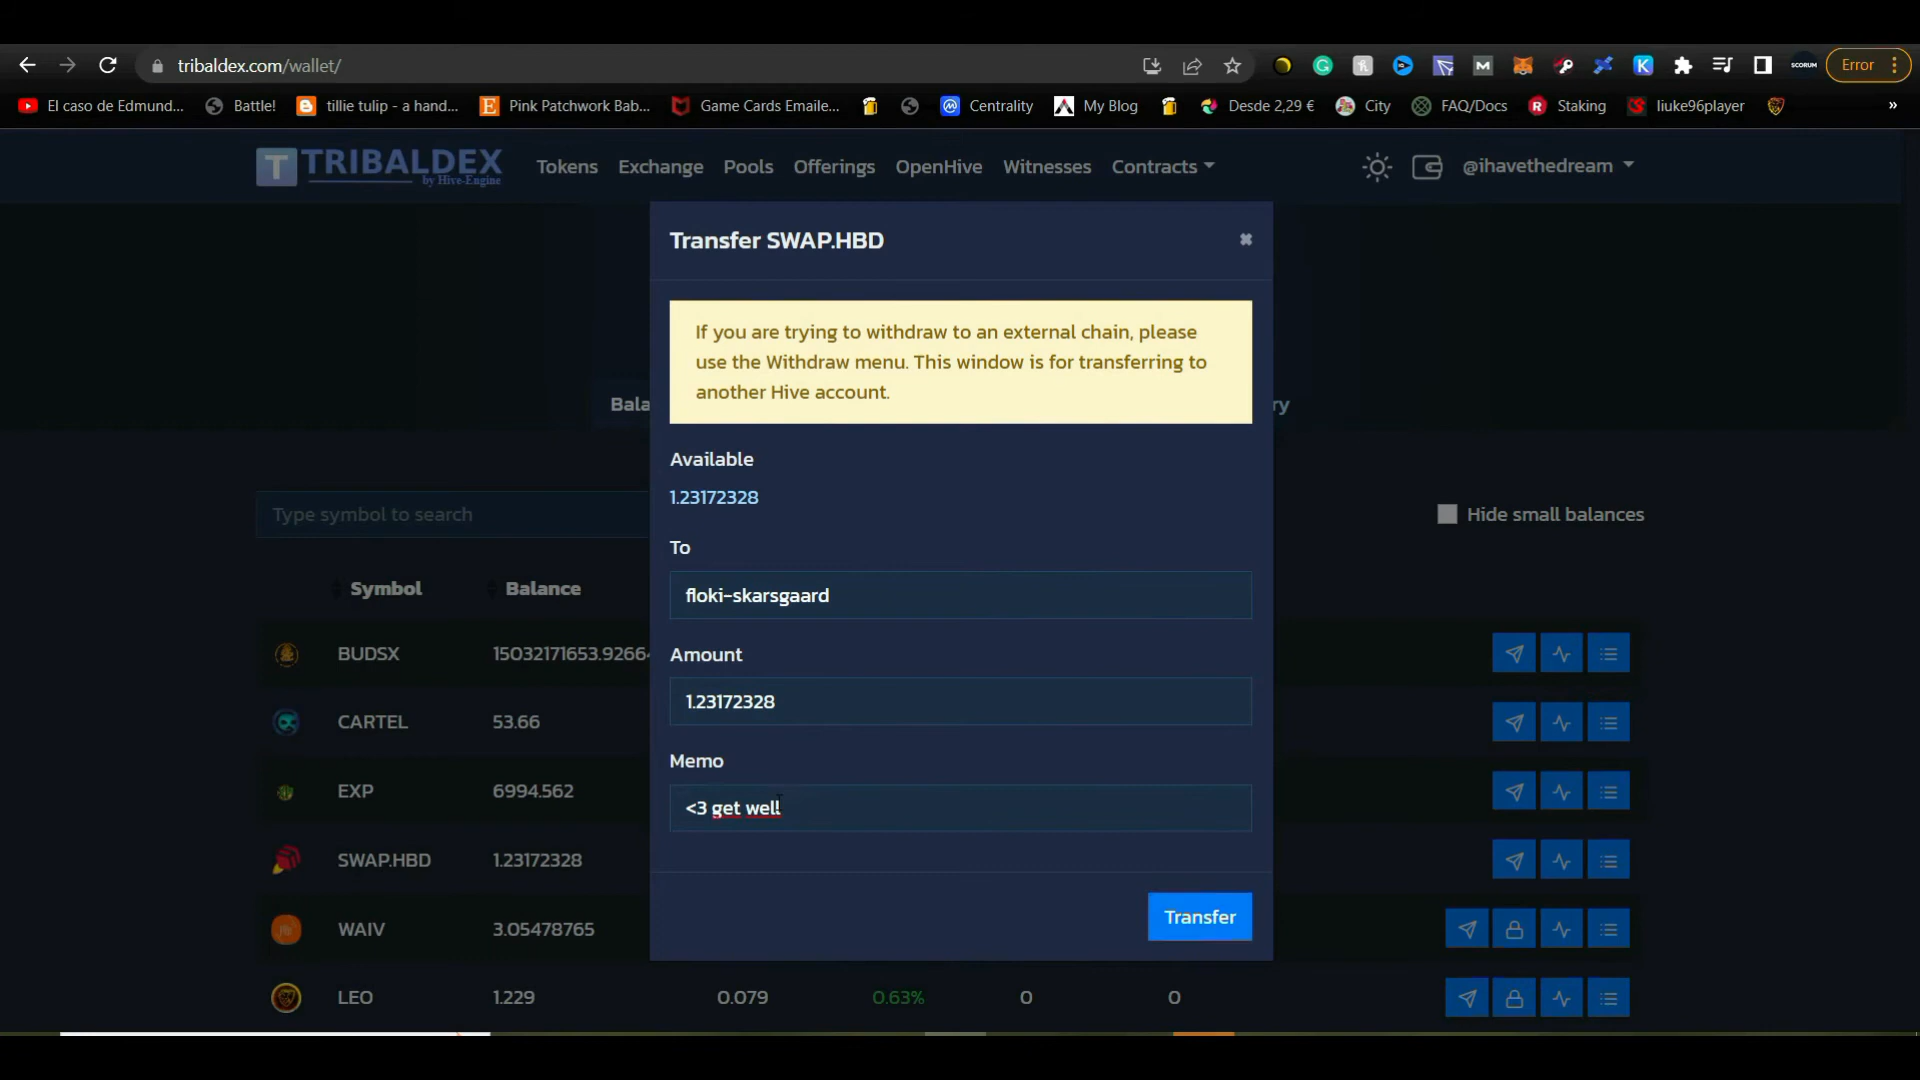 tribaldex.com/wallet/
SCORUM
Error
El caso de Edmund...
Battle!
tillie tulip - a hand...
Pink Patchwork Bab...
Game Cards Emaile...
Centrality
My Blog
Desde 2,29 €
City
FAQ/Docs
Staking
liuke96player
»
T TRIBALDEX
by Hive-Engine
Tokens
Exchange
Pools
Offerings
OpenHive
Witnesses
Contracts
@ihavethedream
Transfer SWAP.HBD
If you are trying to withdraw to an external chain, please
use the Withdraw menu. This window is for transferring to
another Hive account.
Bala
ry
Available
1.23172328
Type symbol to search
Hide small balances
To
floki-skarsgaard
Symbol
Balance
Amount
1.23172328
Memo
<3 get well
Transfer
BUDSX 15032171653.9266
CARTEL 53.66
EXP 6994.562
SWAP.HBD 1.23172328
WAIV 3.05478765
LEO 1.229 0.079 0.63% 0 0